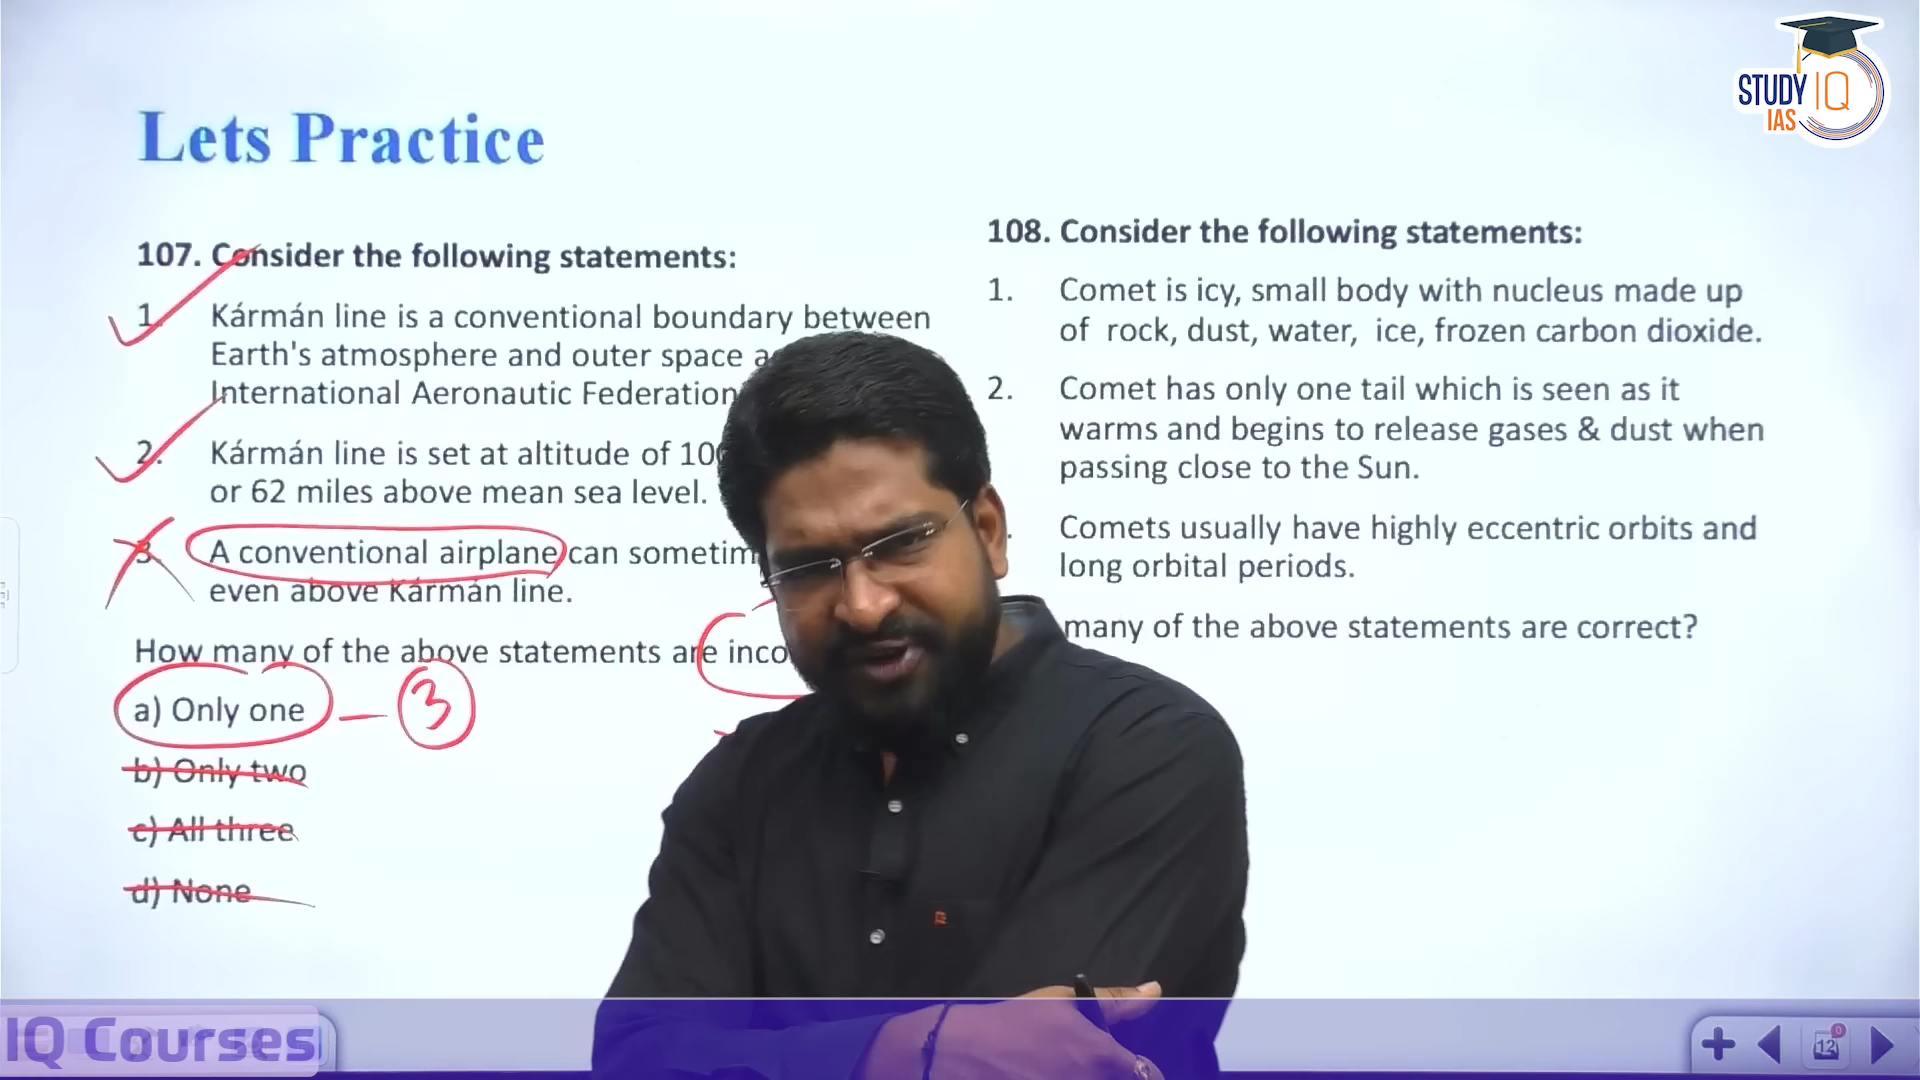 STUDY IQ
IAS
Lets Practice
107. Consider the following statements:
1. Kármán line is a conventional boundary between
Earth's atmosphere and outer space
International Aeronautic Federation
2. Kármán line is set at altitude of
or 62 miles above mean sea level.
3. A conventional airplane can
even above Kármán line.
How many of the above statements are
a) Only one – 3
b) Only two
c) All three
d) None
108. Consider the following statements:
1. Comet is icy, small body with nucleus made up
of rock, dust, water, ice, frozen carbon dioxide.
2. Comet has only one tail which is seen as it
warms and begins to release gases & dust when
passing close to the Sun.
Comets usually have highly eccentric orbits and
long orbital periods.
many of the above statements are correct?
IQ Courses
12
0